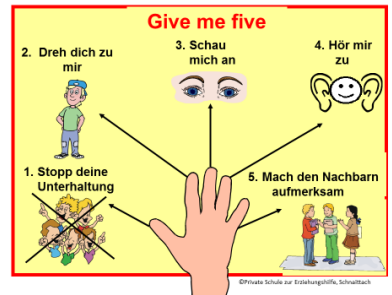 Give me five
1. Stopp deine
Unterhaltung
2. Dreh dich zu
mir
3. Schau
mich an
4. Hör mir
zu
5. Mach den Nachbarn
aufmerksam
©Private Schule zur Erziehungshilfe, Schnaittach